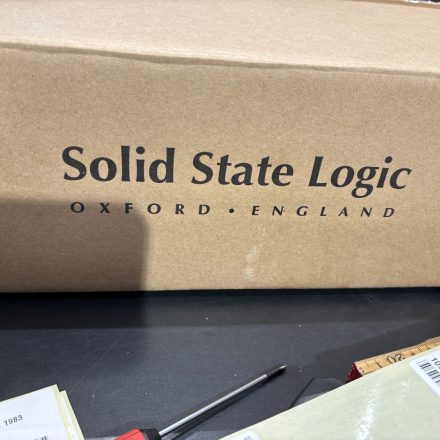 Solid State Logic
OXFORD • ENGLAND
1983